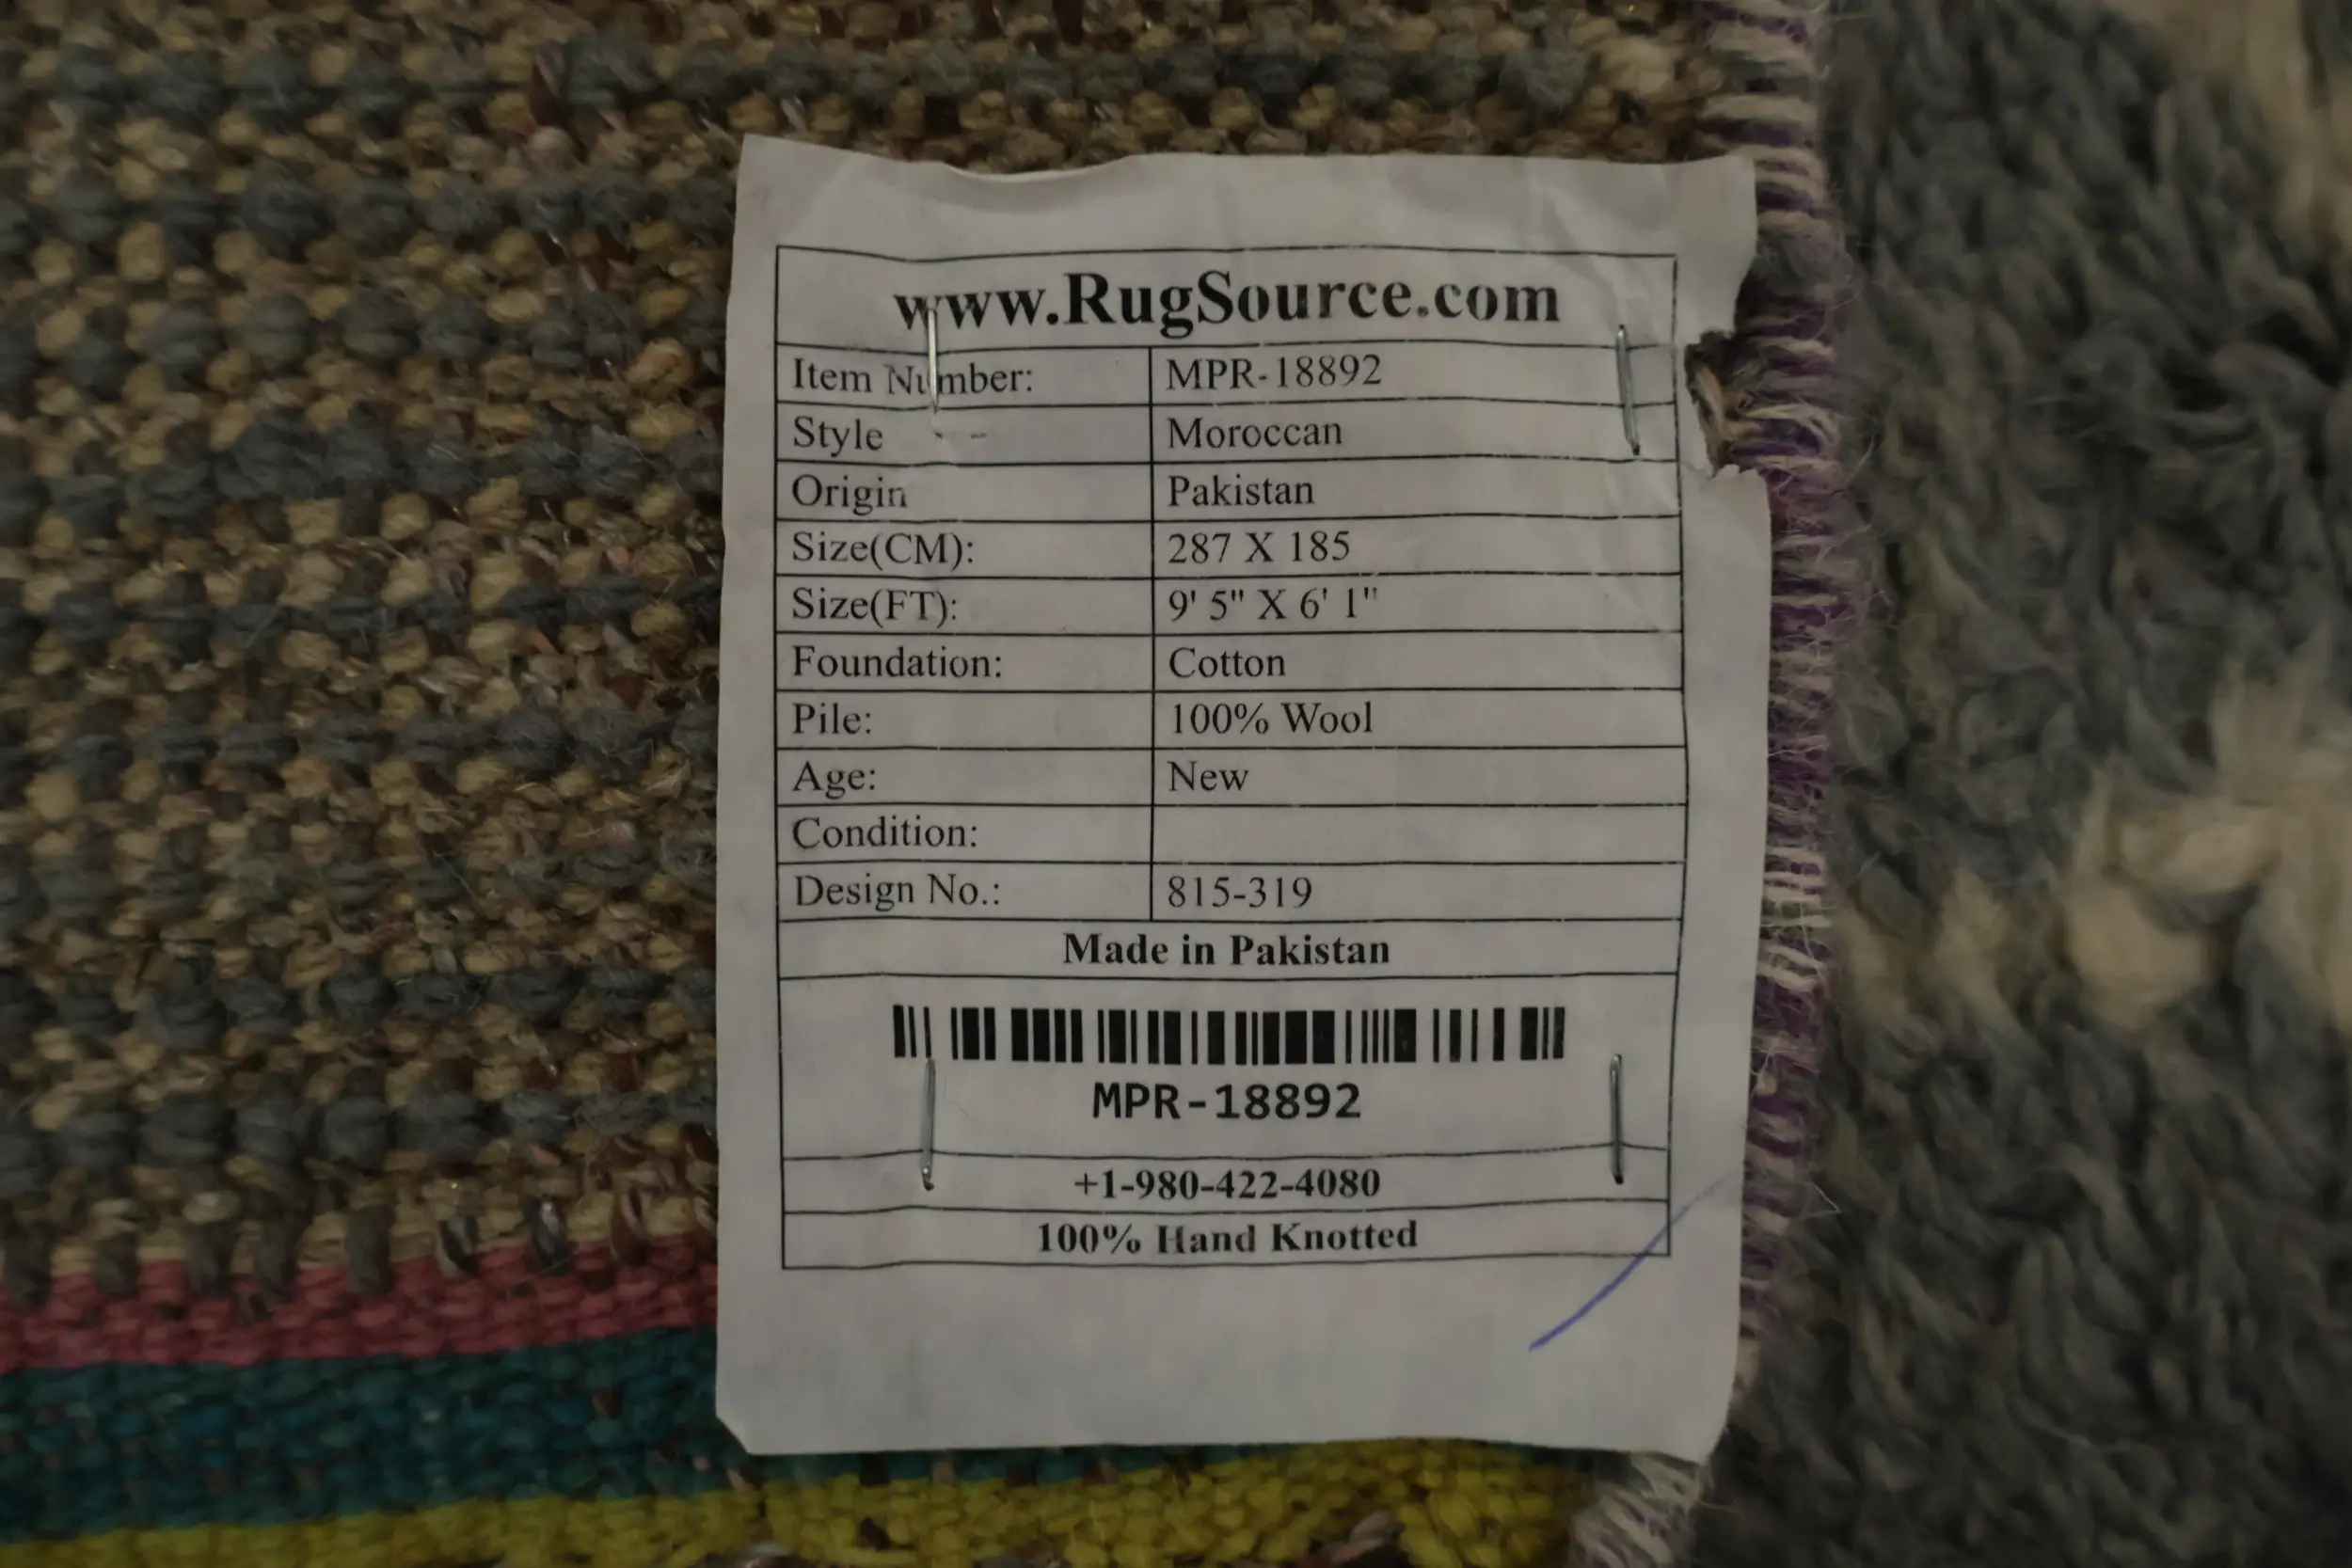 www.RugSource.com
Item Number: MPR-18892
Style Moroccan
Origin Pakistan
Size(CM): 287 X 185
Size(FT): 9' 5" X 6' 1"
Foundation: Cotton
Pile: 100% Wool
Age: New
Condition:
Design No.: 815-319
Made in Pakistan
MPR-18892
+1-980-422-4080
100% Hand Knotted